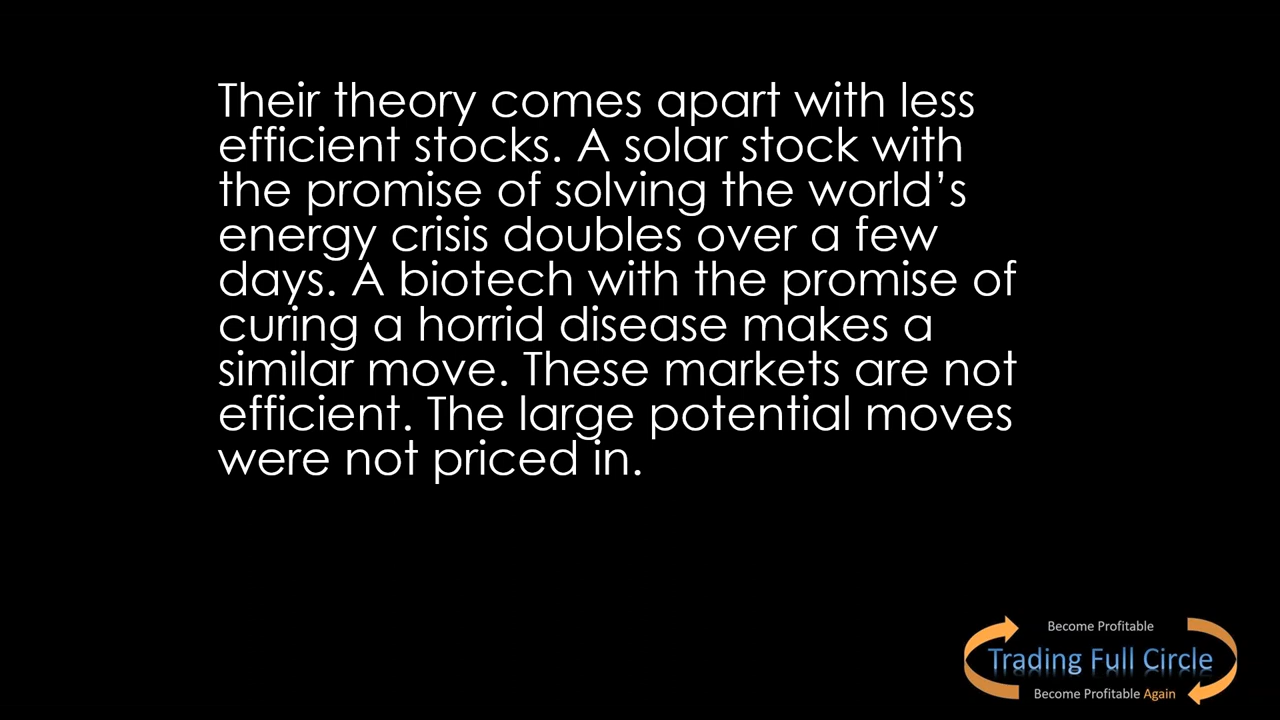 Their theory comes apart with less
efficient stocks. A solar stock with
the promise of solving the world’s
energy crisis doubles over a few
days. A biotech with the promise of
curing a horrid disease makes a
similar move. These markets are not
efficient. The large potential moves
were not priced in.
Become Profitable
Trading Full Circle
Become Profitable Again